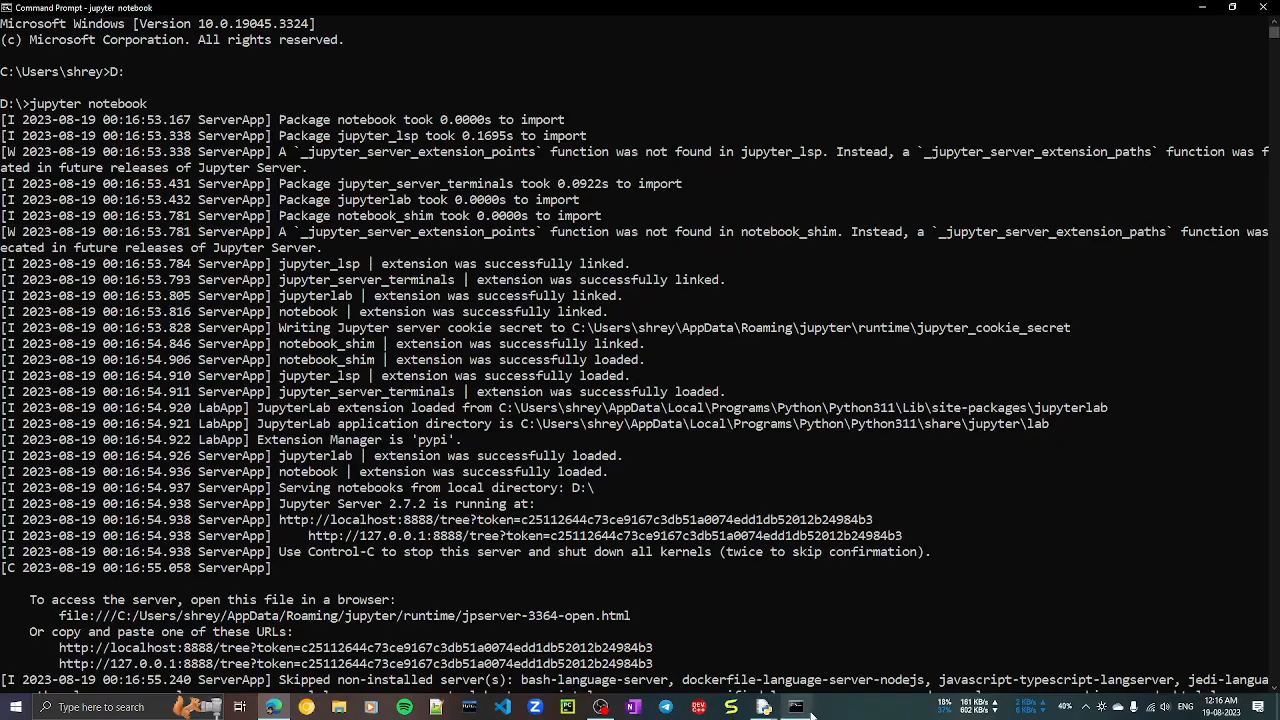 Command Prompt - jupyter notebook
Microsoft Windows [Version 10.0.19045.3324]
(c) Microsoft Corporation. All rights reserved.
C:\Users\shrey>D:
D:\>jupyter notebook
[I 2023-08-19 00:16:53.167 ServerApp] Package notebook took 0.0000s to import
[I 2023-08-19 00:16:53.338 ServerApp] Package jupyter_lsp took 0.1695s to import
[W 2023-08-19 00:16:53.338 ServerApp] A `_jupyter_server_extension_points` function was not found in jupyter_lsp. Instead, a `_jupyter_server_extension_paths` function was f
ated in future releases of Jupyter Server.
[I 2023-08-19 00:16:53.431 ServerApp] Package jupyter_server_terminals took 0.0922s to import
[I 2023-08-19 00:16:53.432 ServerApp] Package jupyterlab took 0.0000s to import
[I 2023-08-19 00:16:53.781 ServerApp] Package notebook_shim took 0.0000s to import
[W 2023-08-19 00:16:53.781 ServerApp] A `_jupyter_server_extension_points` function was not found in notebook_shim. Instead, a `_jupyter_server_extension_paths` function was
ecated in future releases of Jupyter Server.
[I 2023-08-19 00:16:53.784 ServerApp] jupyter_lsp | extension was successfully linked.
[I 2023-08-19 00:16:53.793 ServerApp] jupyter_server_terminals | extension was successfully linked.
[I 2023-08-19 00:16:53.805 ServerApp] jupyterlab | extension was successfully linked.
[I 2023-08-19 00:16:53.816 ServerApp] notebook | extension was successfully linked.
[I 2023-08-19 00:16:53.828 ServerApp] Writing Jupyter server cookie secret to C:\Users\shrey\AppData\Roaming\jupyter\runtime\jupyter_cookie_secret
[I 2023-08-19 00:16:54.846 ServerApp] notebook_shim | extension was successfully linked.
[I 2023-08-19 00:16:54.906 ServerApp] notebook_shim | extension was successfully loaded.
[I 2023-08-19 00:16:54.910 ServerApp] jupyter_lsp | extension was successfully loaded.
[I 2023-08-19 00:16:54.911 ServerApp] jupyter_server_terminals | extension was successfully loaded.
[I 2023-08-19 00:16:54.920 LabApp] JupyterLab extension loaded from C:\Users\shrey\AppData\Local\Programs\Python\Python311\Lib\site-packages\jupyterlab
[I 2023-08-19 00:16:54.921 LabApp] JupyterLab application directory is C:\Users\shrey\AppData\Local\Programs\Python\Python311\share\jupyter\lab
[I 2023-08-19 00:16:54.922 LabApp] Extension Manager is 'pypi'.
[I 2023-08-19 00:16:54.926 ServerApp] jupyterlab | extension was successfully loaded.
[I 2023-08-19 00:16:54.936 ServerApp] notebook | extension was successfully loaded.
[I 2023-08-19 00:16:54.937 ServerApp] Serving notebooks from local directory: D:\
[I 2023-08-19 00:16:54.938 ServerApp] Jupyter Server 2.7.2 is running at:
[I 2023-08-19 00:16:54.938 ServerApp] http://localhost:8888/tree?token=c25112644c73ce9167c3db51a0074edd1db52012b24984b3
[I 2023-08-19 00:16:54.938 ServerApp]     http://127.0.0.1:8888/tree?token=c25112644c73ce9167c3db51a0074edd1db52012b24984b3
[I 2023-08-19 00:16:54.938 ServerApp] Use Control-C to stop this server and shut down all kernels (twice to skip confirmation).
[C 2023-08-19 00:16:55.058 ServerApp]
To access the server, open this file in a browser:
file:///C:/Users/shrey/AppData/Roaming/jupyter/runtime/jpserver-3364-open.html
Or copy and paste one of these URLs:
http://localhost:8888/tree?token=c25112644c73ce9167c3db51a0074edd1db52012b24984b3
http://127.0.0.1:8888/tree?token=c25112644c73ce9167c3db51a0074edd1db52012b24984b3
[I 2023-08-19 00:16:55.240 ServerApp] Skipped non-installed server(s): bash-language-server, dockerfile-language-server-nodejs, javascript-typescript-langserver, jedi-langu
Type here to search
18% 161 KB/s 2 KB/s 40% ENG 12:16 AM
37% 602 KB/s 6 KB/s 19-08-2023